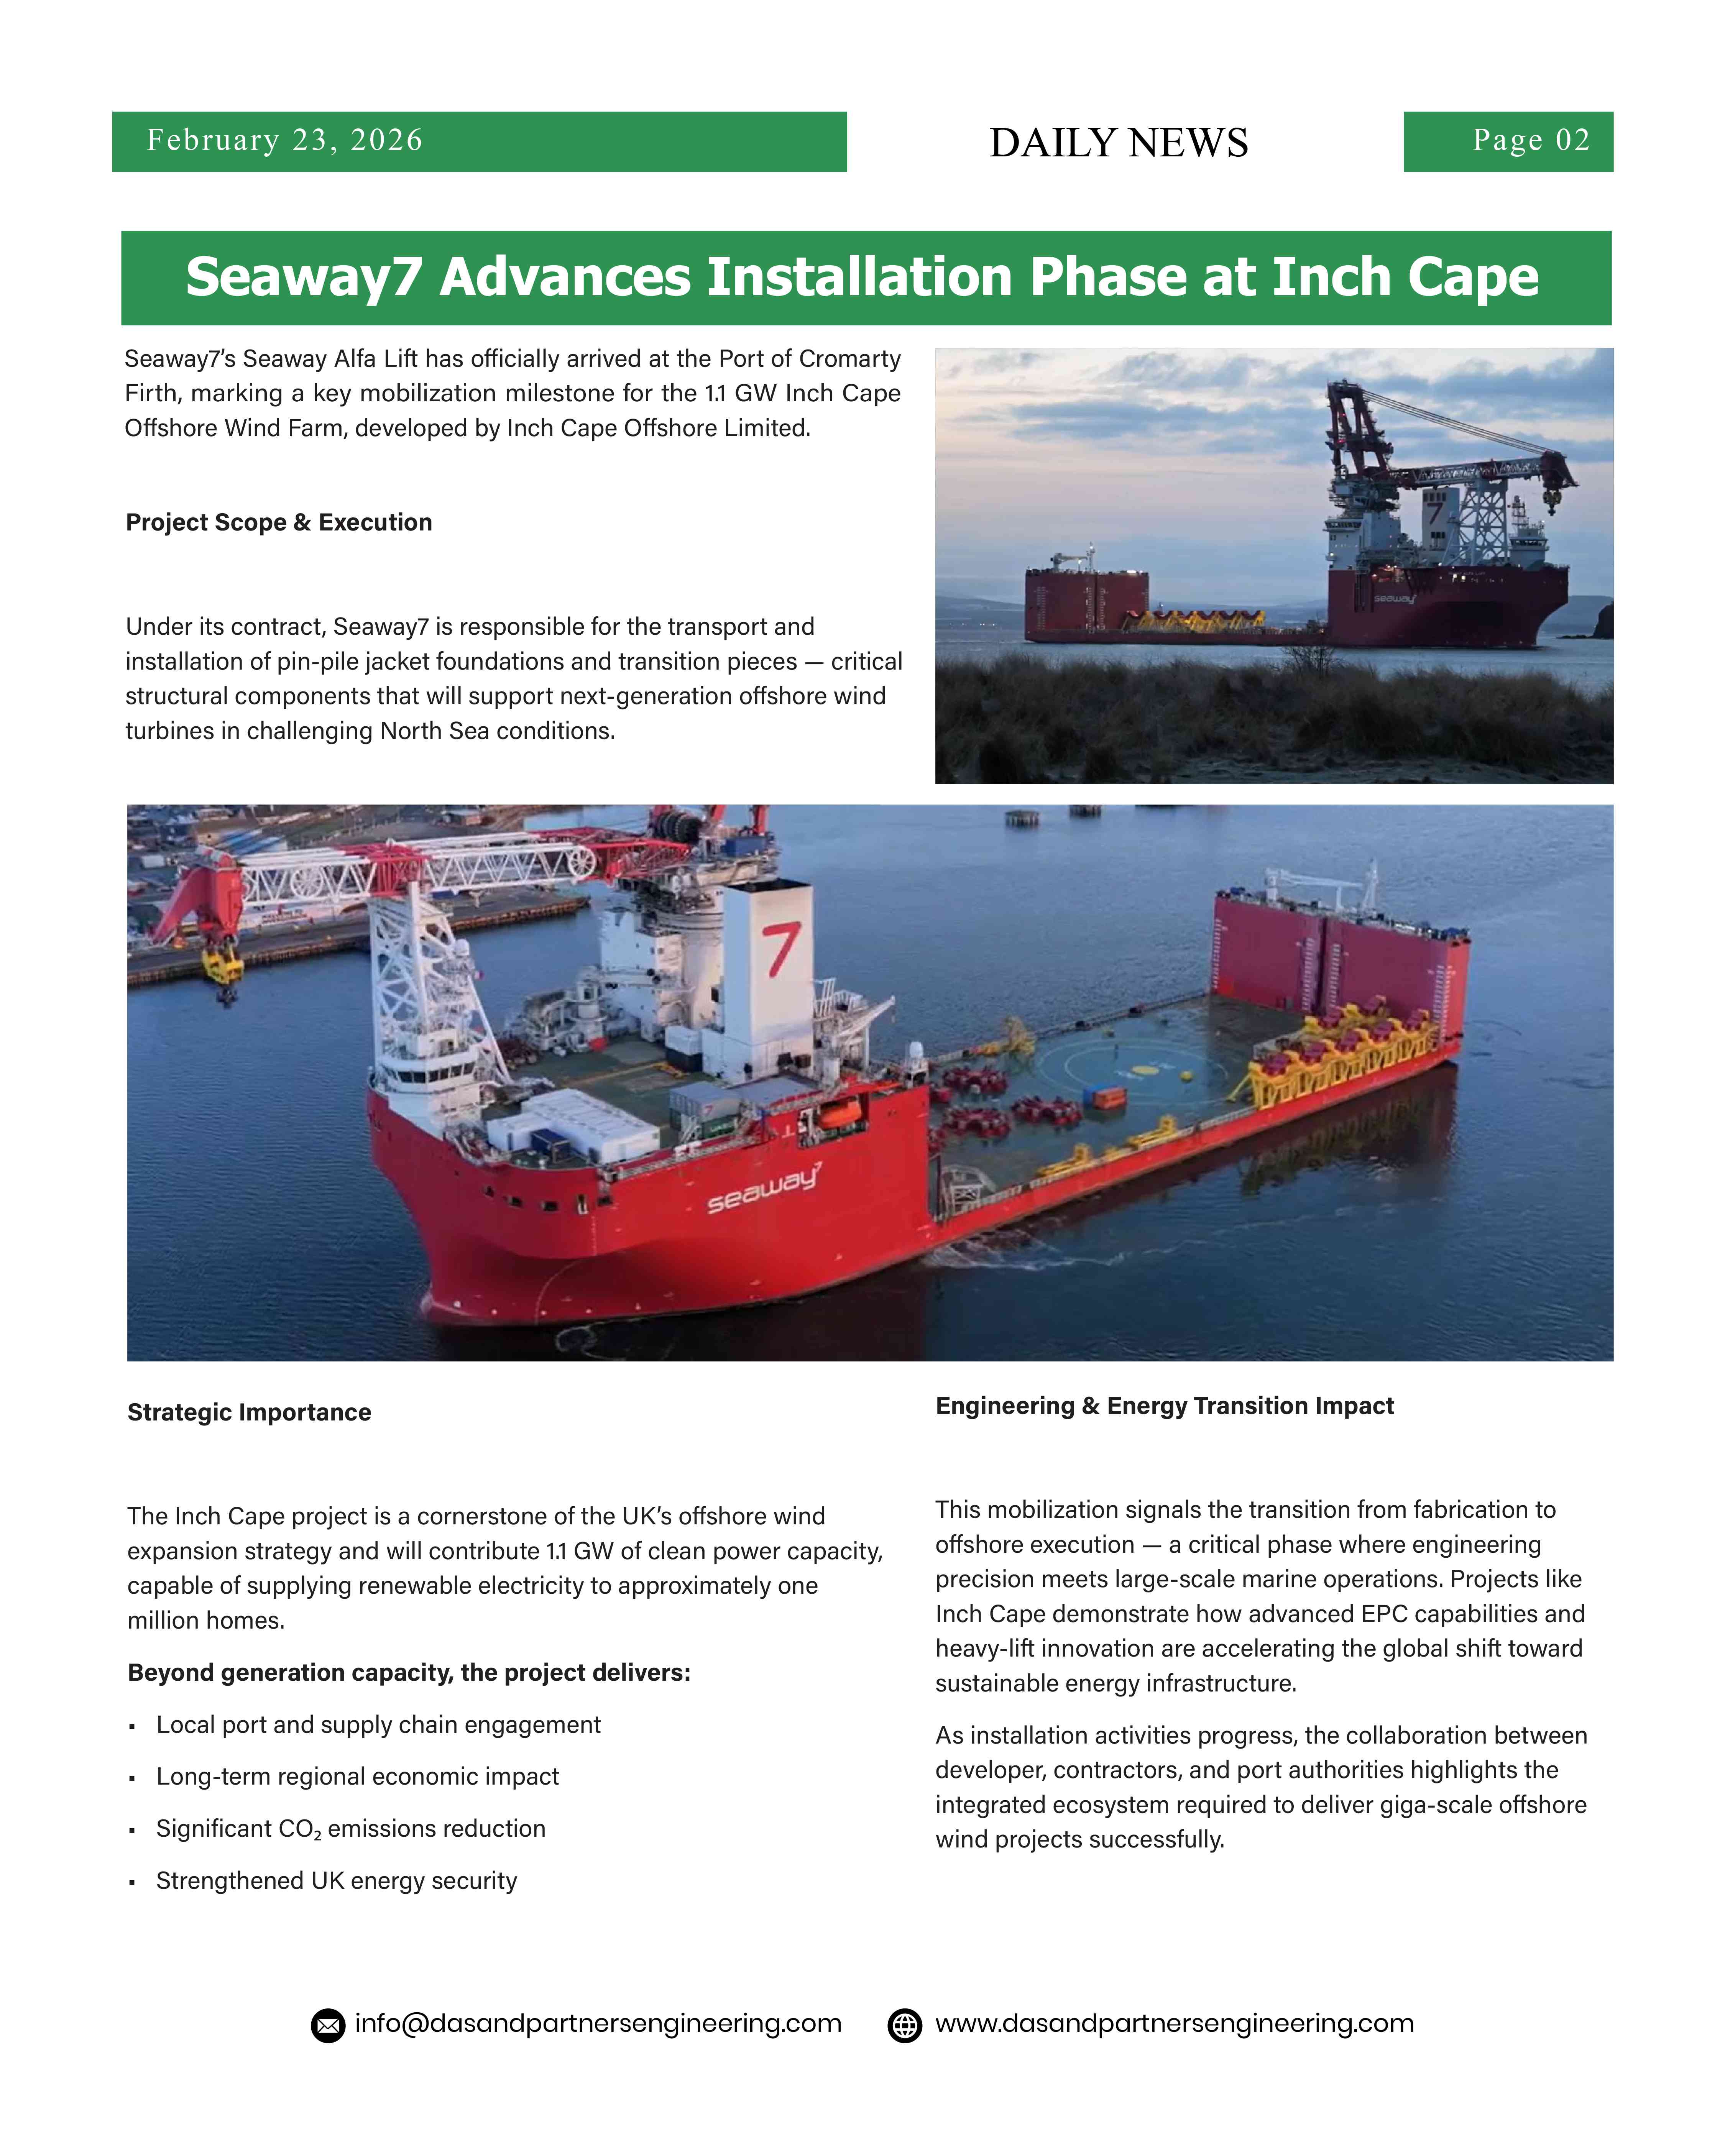 February 23, 2026
DAILY NEWS
Page 02
Seaway7 Advances Installation Phase at Inch Cape
Seaway7’s Seaway Alfa Lift has officially arrived at the Port of Cromarty
Firth, marking a key mobilization milestone for the 1.1 GW Inch Cape
Offshore Wind Farm, developed by Inch Cape Offshore Limited.
Project Scope & Execution
Under its contract, Seaway7 is responsible for the transport and
installation of pin-pile jacket foundations and transition pieces — critical
structural components that will support next-generation offshore wind
turbines in challenging North Sea conditions.
7
seaway7
7
7
seaway7
Strategic Importance
The Inch Cape project is a cornerstone of the UK’s offshore wind
expansion strategy and will contribute 1.1 GW of clean power capacity,
capable of supplying renewable electricity to approximately one
million homes.
Beyond generation capacity, the project delivers:
▪ Local port and supply chain engagement
▪ Long-term regional economic impact
▪ Significant CO₂ emissions reduction
▪ Strengthened UK energy security
Engineering & Energy Transition Impact
This mobilization signals the transition from fabrication to
offshore execution — a critical phase where engineering
precision meets large-scale marine operations. Projects like
Inch Cape demonstrate how advanced EPC capabilities and
heavy-lift innovation are accelerating the global shift toward
sustainable energy infrastructure.
As installation activities progress, the collaboration between
developer, contractors, and port authorities highlights the
integrated ecosystem required to deliver giga-scale offshore
wind projects successfully.
info@dasandpartnersengineering.com
www.dasandpartnersengineering.com